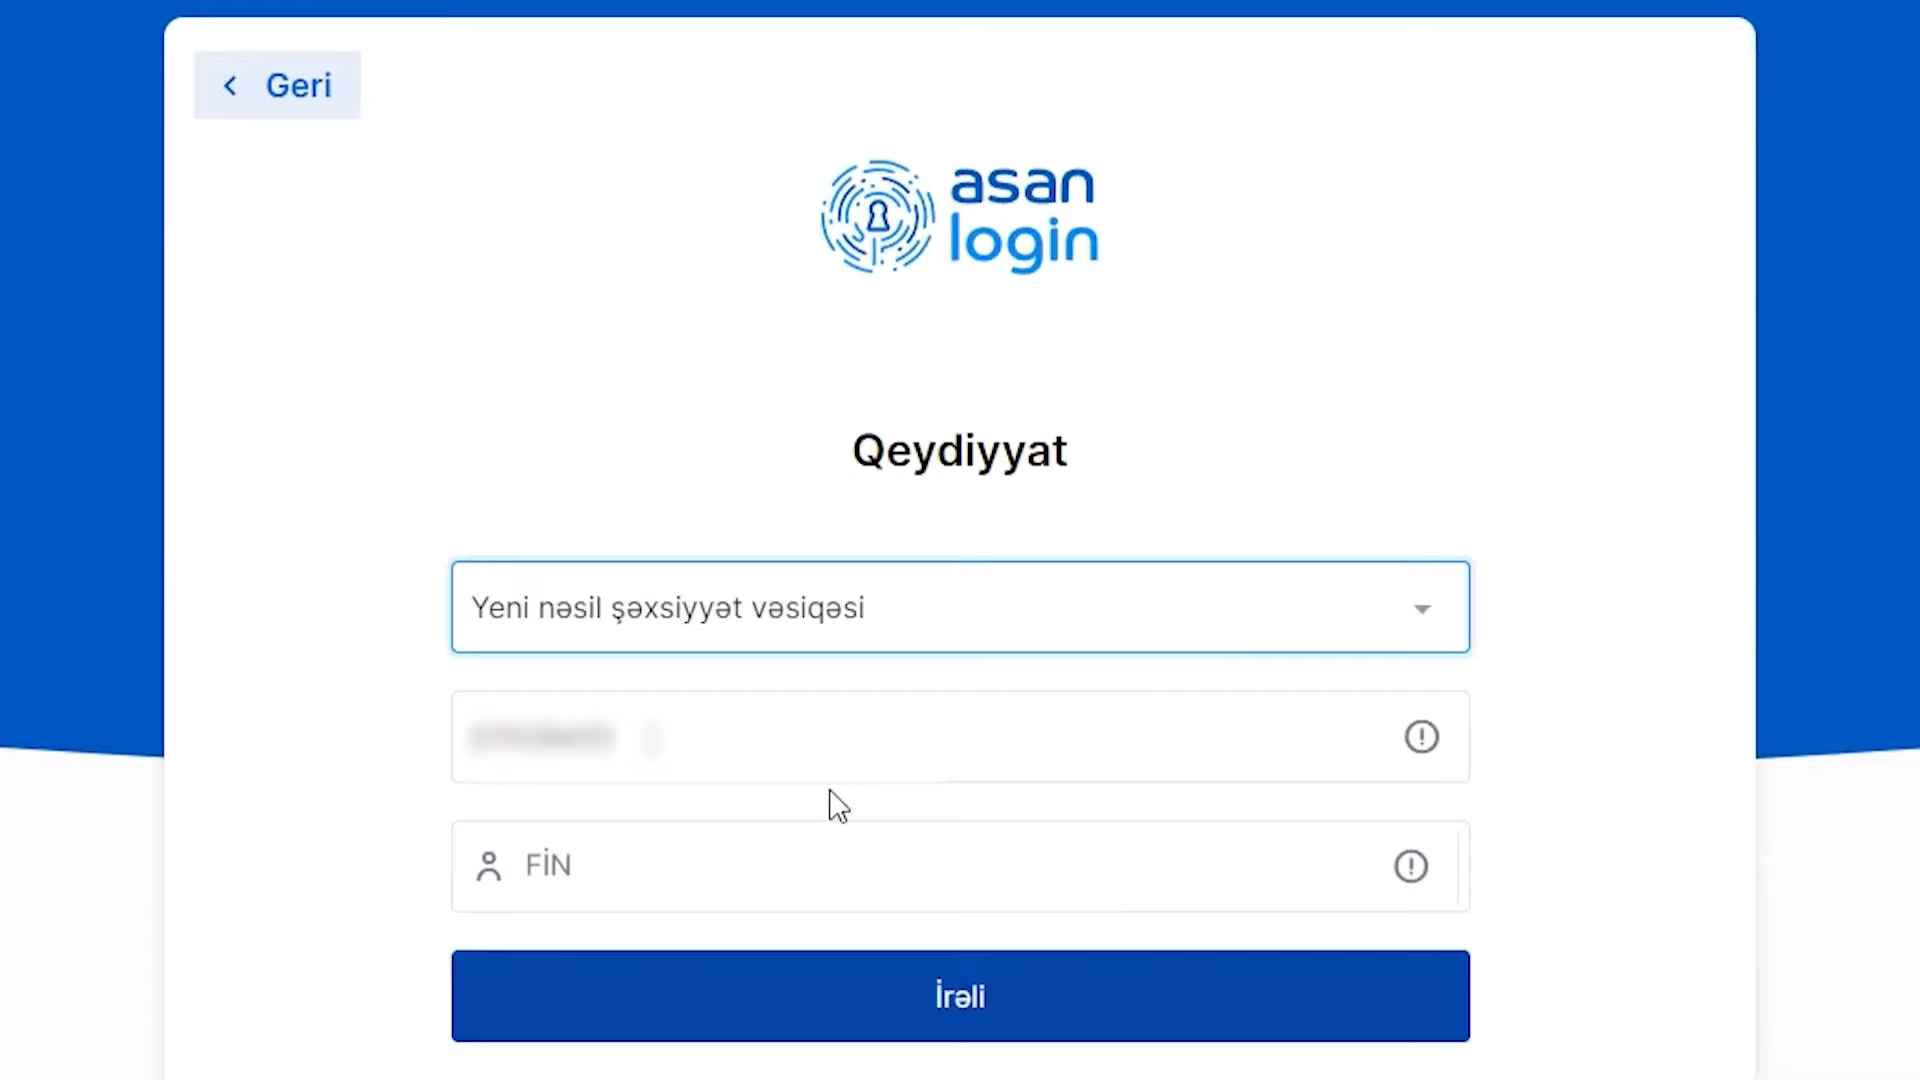 Geri
asan
login
Qeydiyyat
Yeni nəsil şəxsiyyət vəsiqəsi
FİN
İrəli